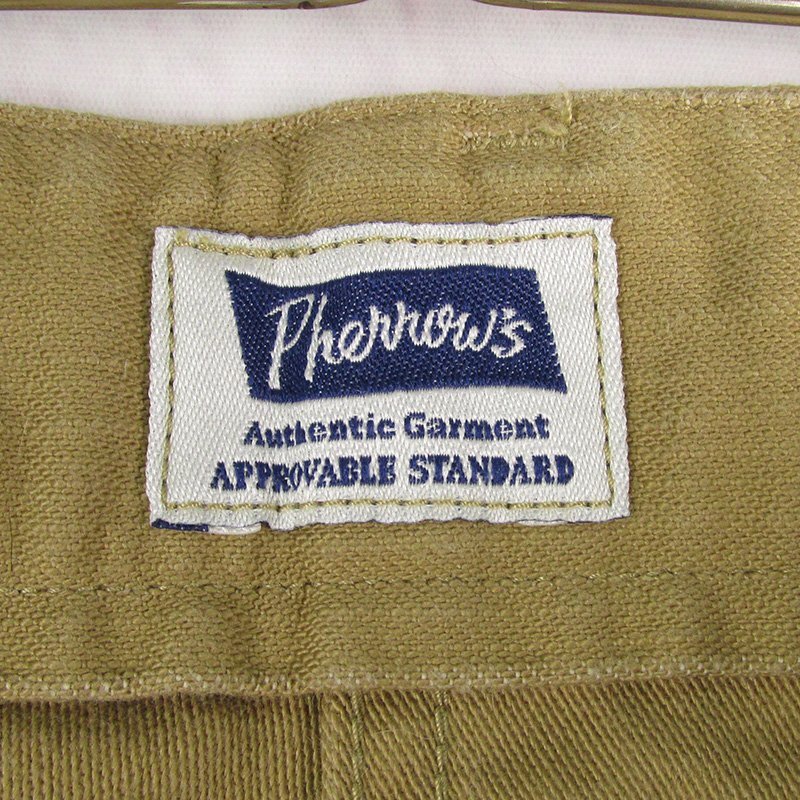 Pherrow's
Authentic Garment
APPROVABLE STANDARD